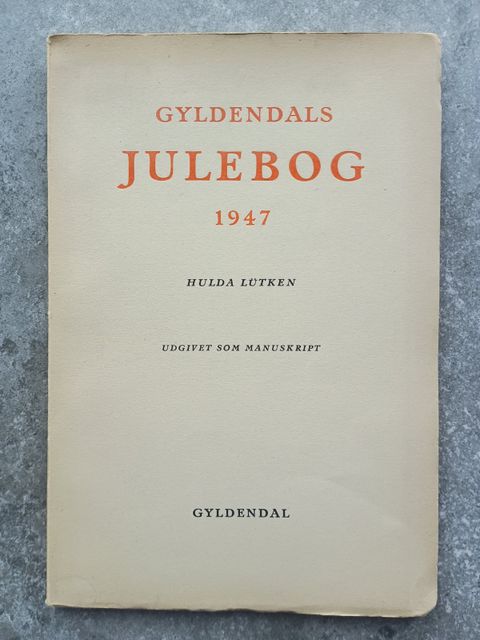 GYLDENDALS
JULEBOG
1947
HULDA LÜTKEN
UDGIVET SOM MANUSKRIPT
GYLDENDAL